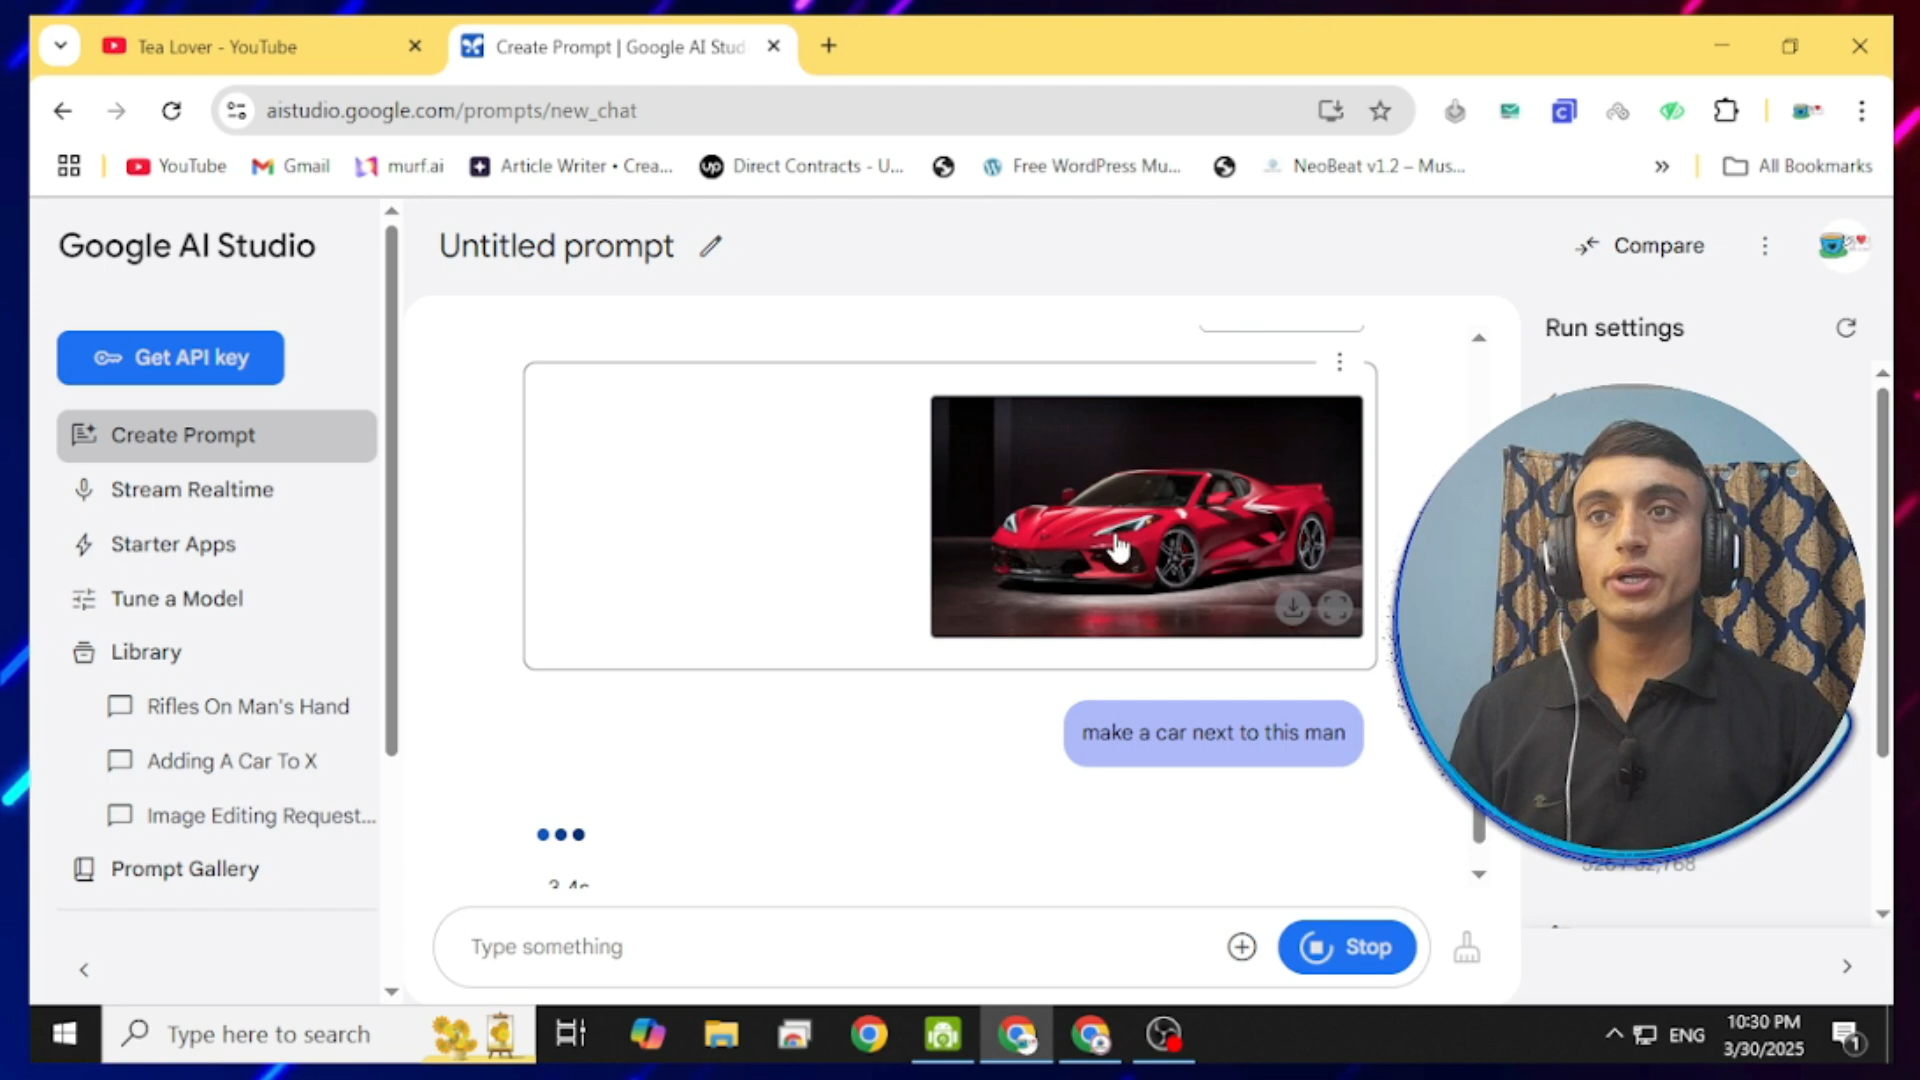 Tea Lover - YouTube
Create Prompt | Google AI Stud
aistudio.google.com/prompts/new_chat
YouTube
Gmail
murf.ai
Article Writer • Crea...
up
Direct Contracts - U...
Free WordPress Mu...
NeoBeat v1.2 – Mus...
All Bookmarks
Google AI Studio
Untitled prompt
Compare
Get API key
Run settings
Create Prompt
Stream Realtime
Starter Apps
Tune a Model
Library
Rifles On Man's Hand
Adding A Car To X
Image Editing Request...
Prompt Gallery
make a car next to this man
Type something
Stop
Type here to search
ENG
10:30 PM
3/30/2025
1